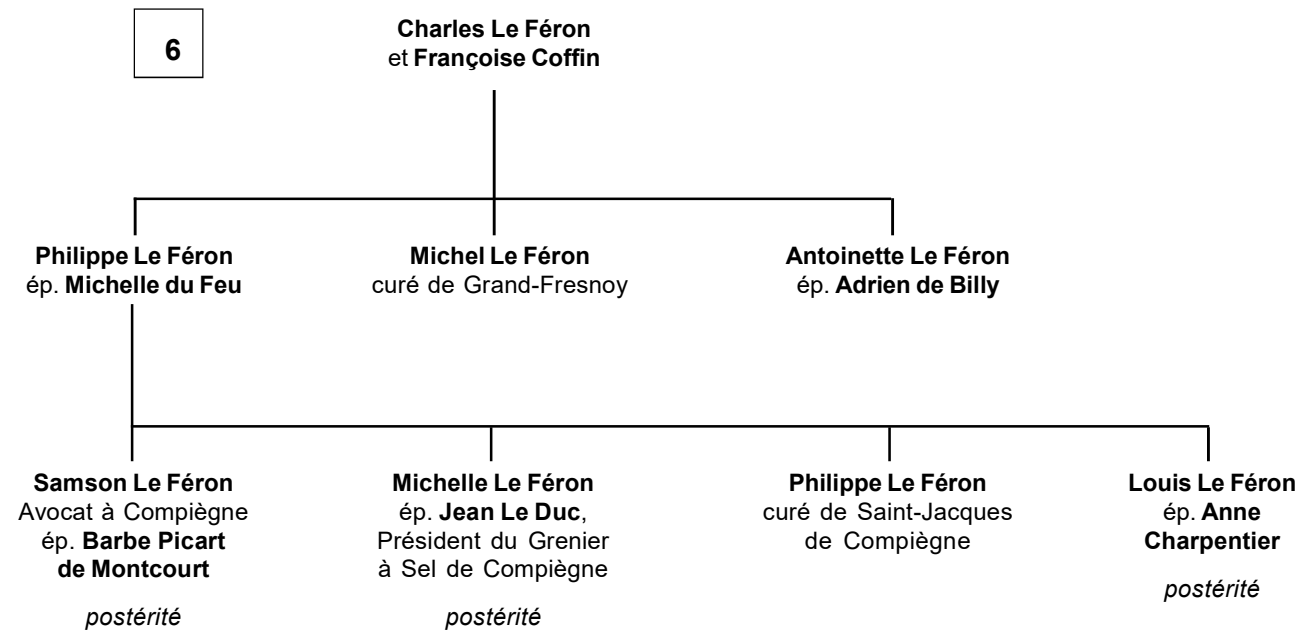 6
Charles Le Féron
et Françoise Coffin
Philippe Le Féron
ép. Michelle du Feu
Michel Le Féron
curé de Grand-Fresnoy
Antoinette Le Féron
ép. Adrien de Billy
Samson Le Féron
Avocat à Compiègne
ép. Barbe Picart
de Montcourt
postérité
Michelle Le Féron
ép. Jean Le Duc,
Président du Grenier
à Sel de Compiègne
postérité
Philippe Le Féron
curé de Saint-Jacques
de Compiègne
Louis Le Féron
ép. Anne
Charpentier
postérité